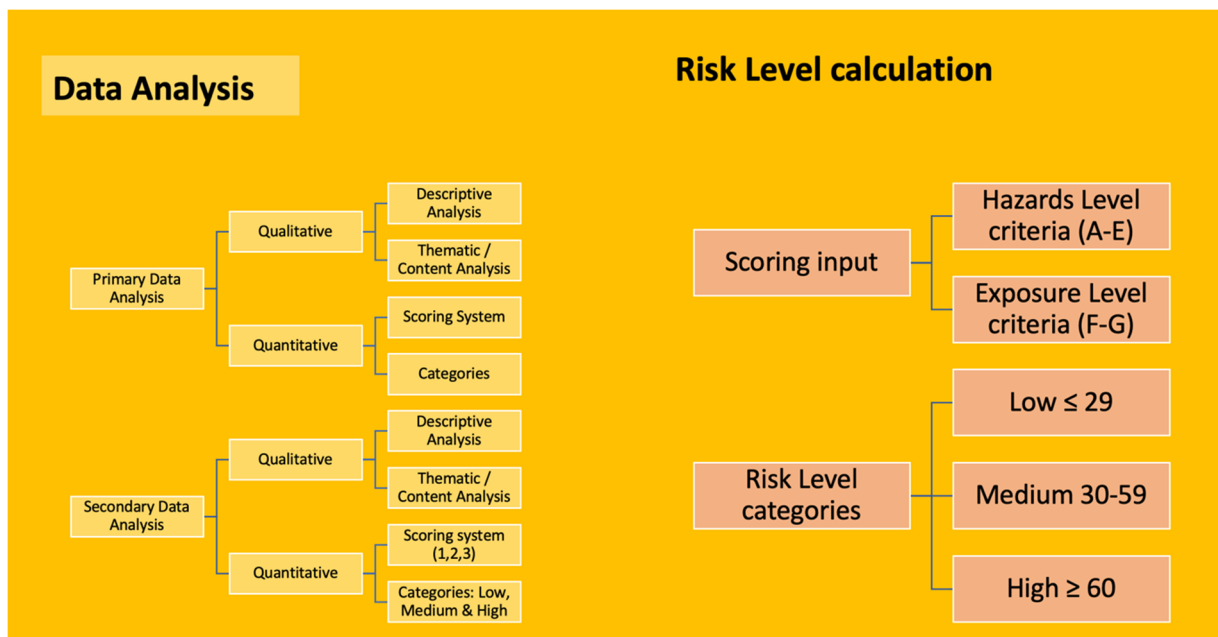 Data Analysis
Primary Data
Analysis
Qualitative
Descriptive
Analysis
Thematic /
Content Analysis
Quantitative
Scoring System
Categories
Secondary Data
Analysis
Qualitative
Descriptive
Analysis
Thematic /
Content Analysis
Quantitative
Scoring system
(1,2,3)
Categories: Low,
Medium & High
Risk Level calculation
Scoring input
Hazards Level
criteria (A-E)
Exposure Level
criteria (F-G)
Risk Level
categories
Low ≤ 29
Medium 30-59
High ≥ 60